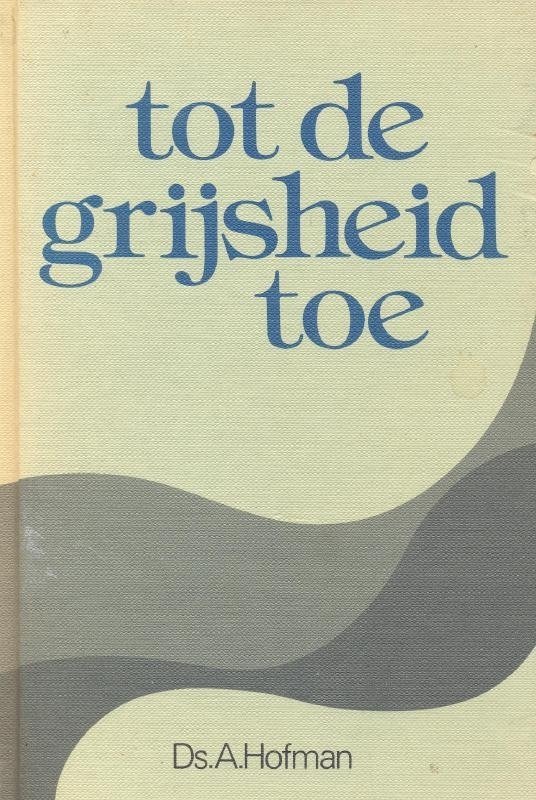 tot de
grijsheid
toe
Ds.A.Hofman